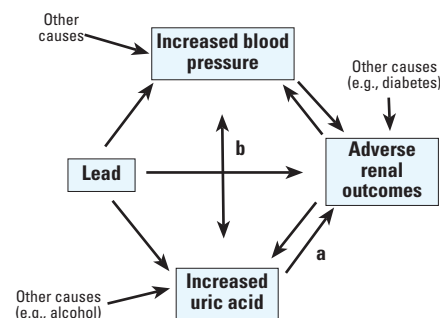 Other
causes
Increased blood
pressure
Other causes
(e.g., diabetes)
b
Lead
Adverse
renal
outcomes
a
Increased
uric acid
Other causes
(e.g., alcohol)